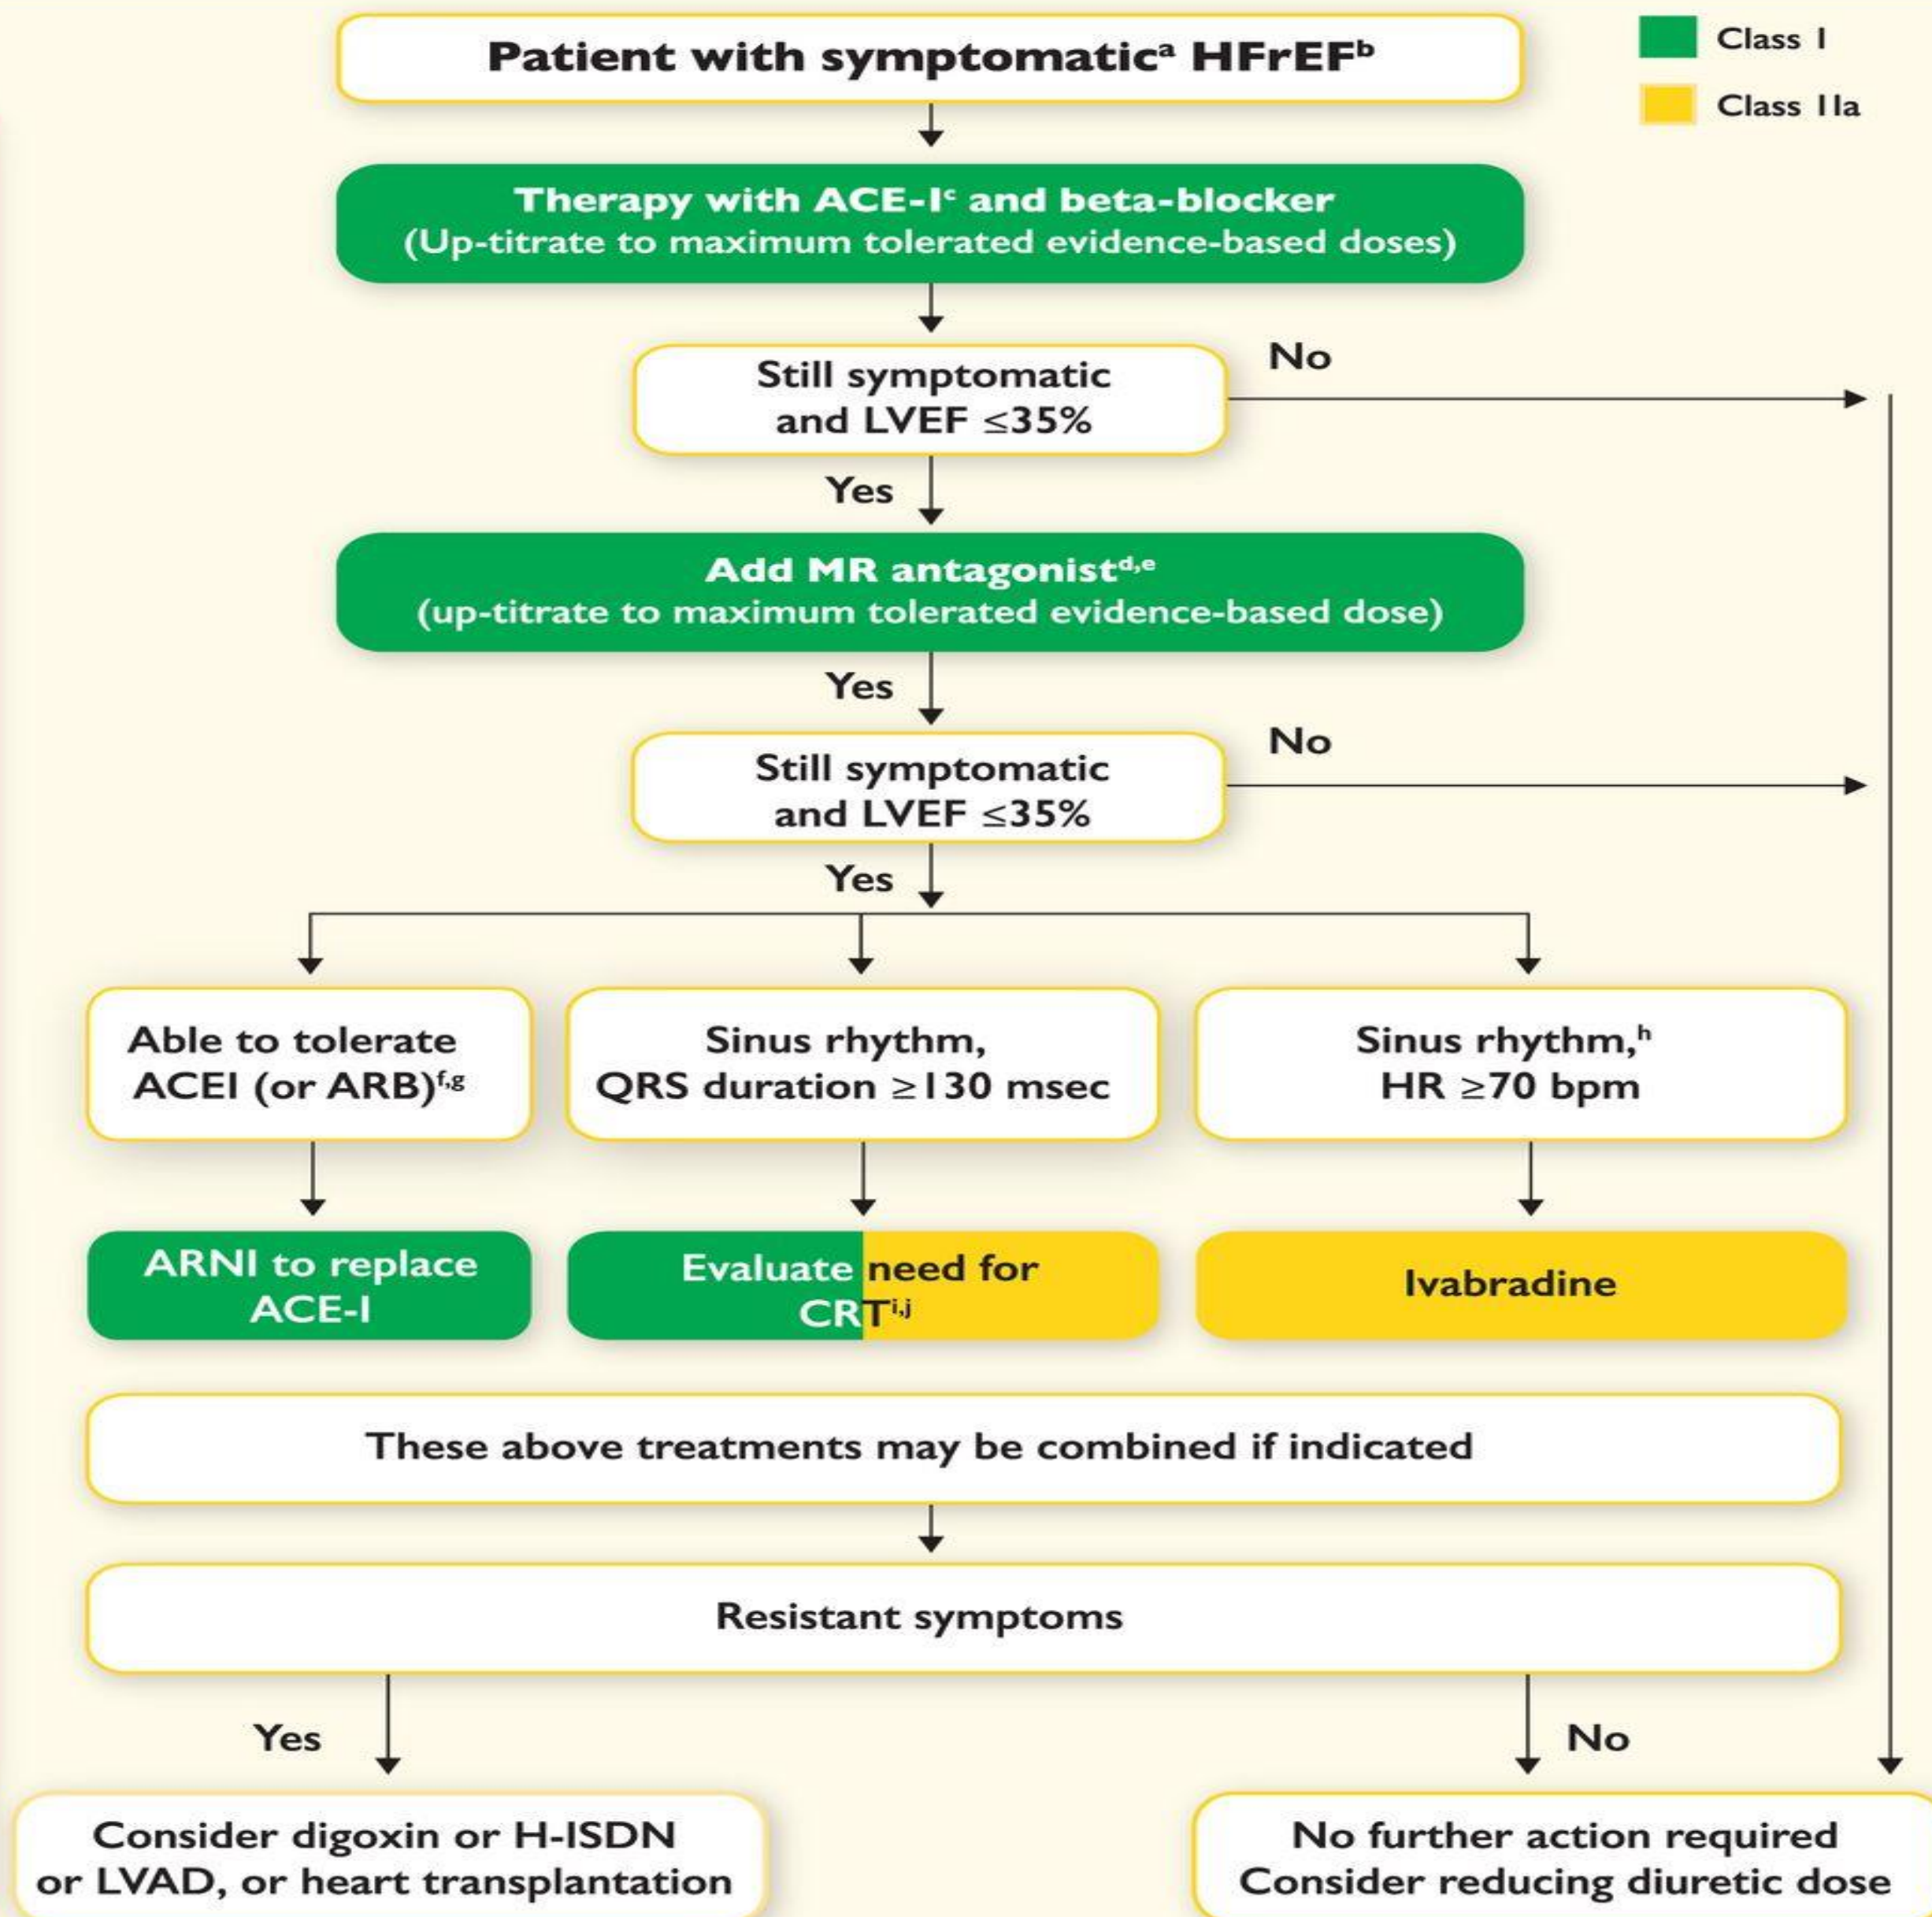 Patient with symptomaticᵃ HFrEFᵇ
Class I
Class IIa
Therapy with ACE-Iᶜ and beta-blocker
(Up-titrate to maximum tolerated evidence-based doses)
Still symptomatic
and LVEF ≤35%
No
Yes
Add MR antagonistᵈ,ᵉ
(up-titrate to maximum tolerated evidence-based dose)
Yes
Still symptomatic
and LVEF ≤35%
No
Yes
Able to tolerate
ACEI (or ARB)ᶠ,ᵍ
Sinus rhythm,
QRS duration ≥130 msec
Sinus rhythm,ʰ
HR ≥70 bpm
ARNI to replace
ACE-I
Evaluate need for
CRTⁱ,ʲ
Ivabradine
These above treatments may be combined if indicated
Resistant symptoms
Yes
No
Consider digoxin or H-ISDN
or LVAD, or heart transplantation
No further action required
Consider reducing diuretic dose